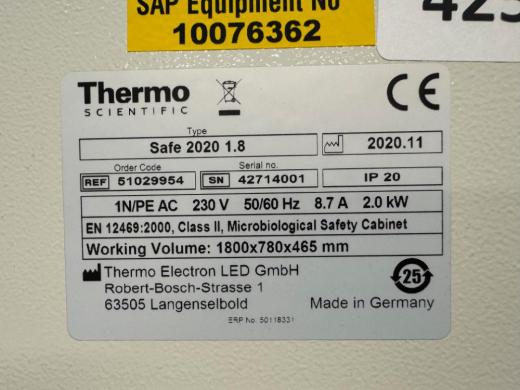 SAP Equipment No
10076362
423
Thermo
SCIENTIFIC
CE
Type
Safe 2020 1.8
2020.11
Order Code
Serial no.
REF 51029954
SN 42714001
IP 20
1N/PE AC 230 V 50/60 Hz 8.7 A 2.0 kW
EN 12469:2000, Class II, Microbiological Safety Cabinet
Working Volume: 1800x780x465 mm
Thermo Electron LED GmbH
Robert-Bosch-Strasse 1
63505 Langenselbold
25
Made in Germany
ERP No. 50118331